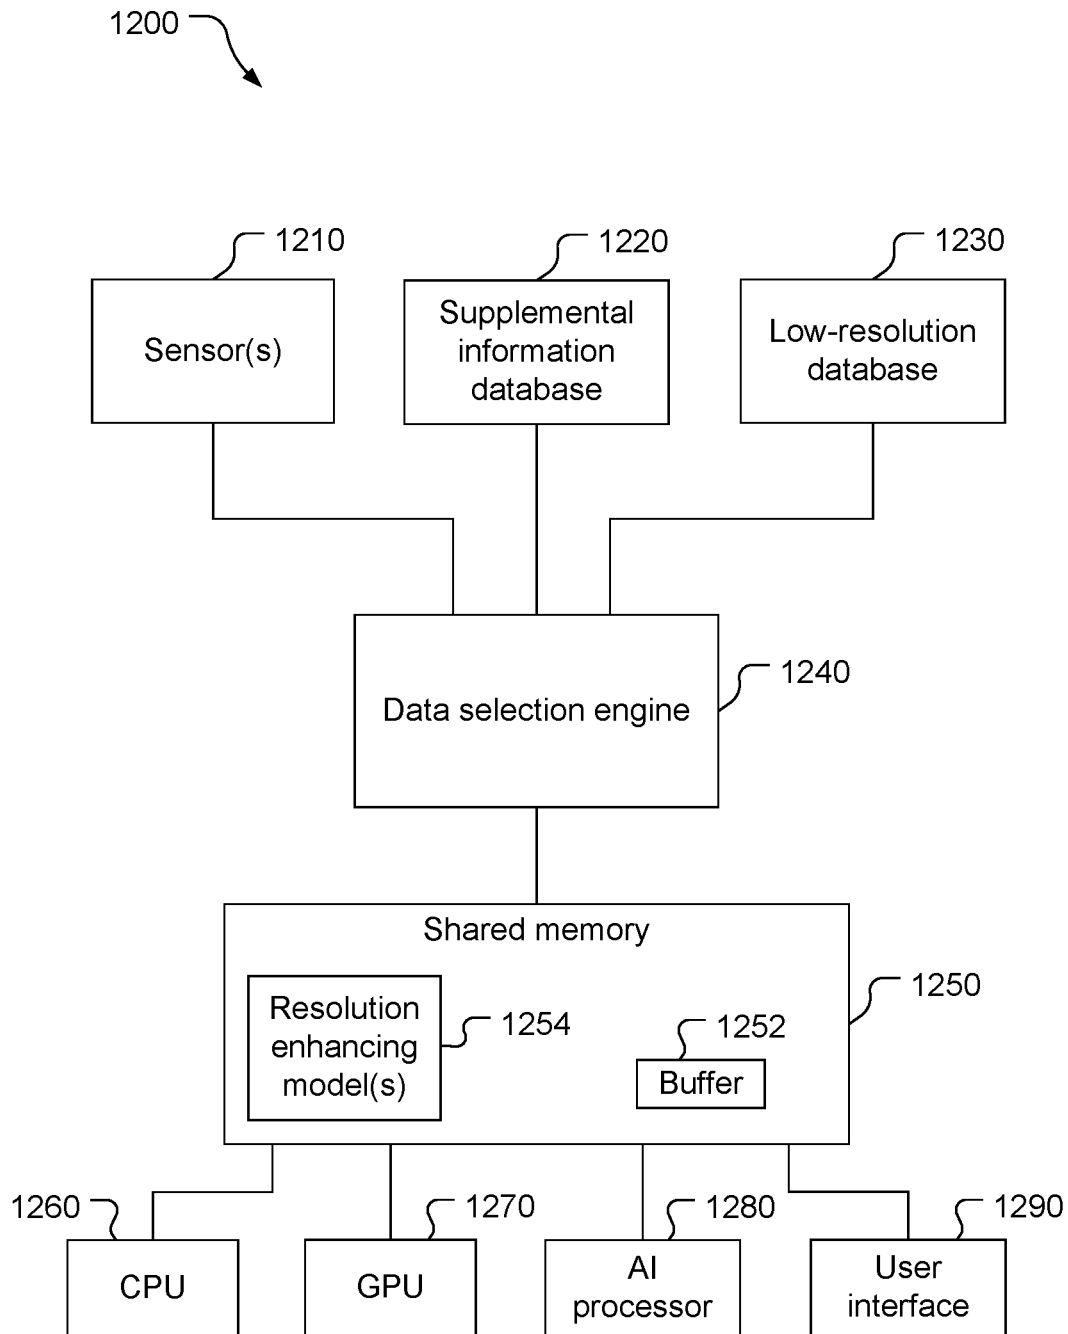 1200
1210
1220
1230
Sensor(s)
Supplemental
information
database
Low-resolution
database
1240
Data selection engine
Shared memory
1250
Resolution
enhancing
model(s)
1254
1252
Buffer
1260
1270
1280
1290
CPU
GPU
AI
processor
User
interface